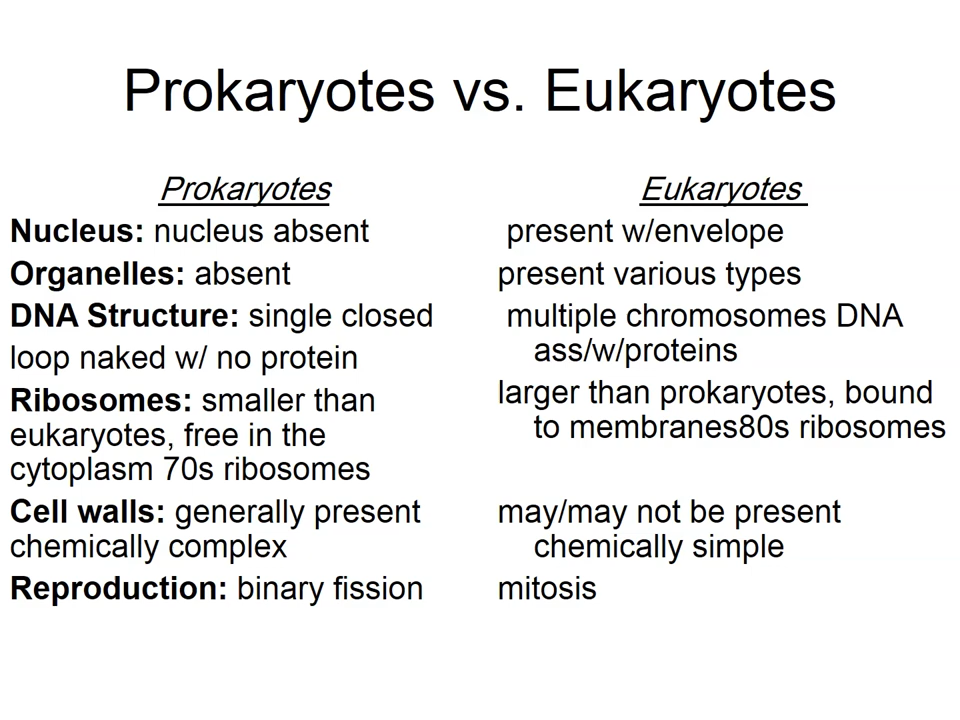 Prokaryotes vs. Eukaryotes
Prokaryotes
Nucleus: nucleus absent
Organelles: absent
DNA Structure: single closed
loop naked w/ no protein
Ribosomes: smaller than
eukaryotes, free in the
cytoplasm 70s ribosomes
Cell walls: generally present
chemically complex
Reproduction: binary fission
Eukaryotes
present w/envelope
present various types
multiple chromosomes DNA
ass/w/proteins
larger than prokaryotes, bound
to membranes80s ribosomes
may/may not be present
chemically simple
mitosis